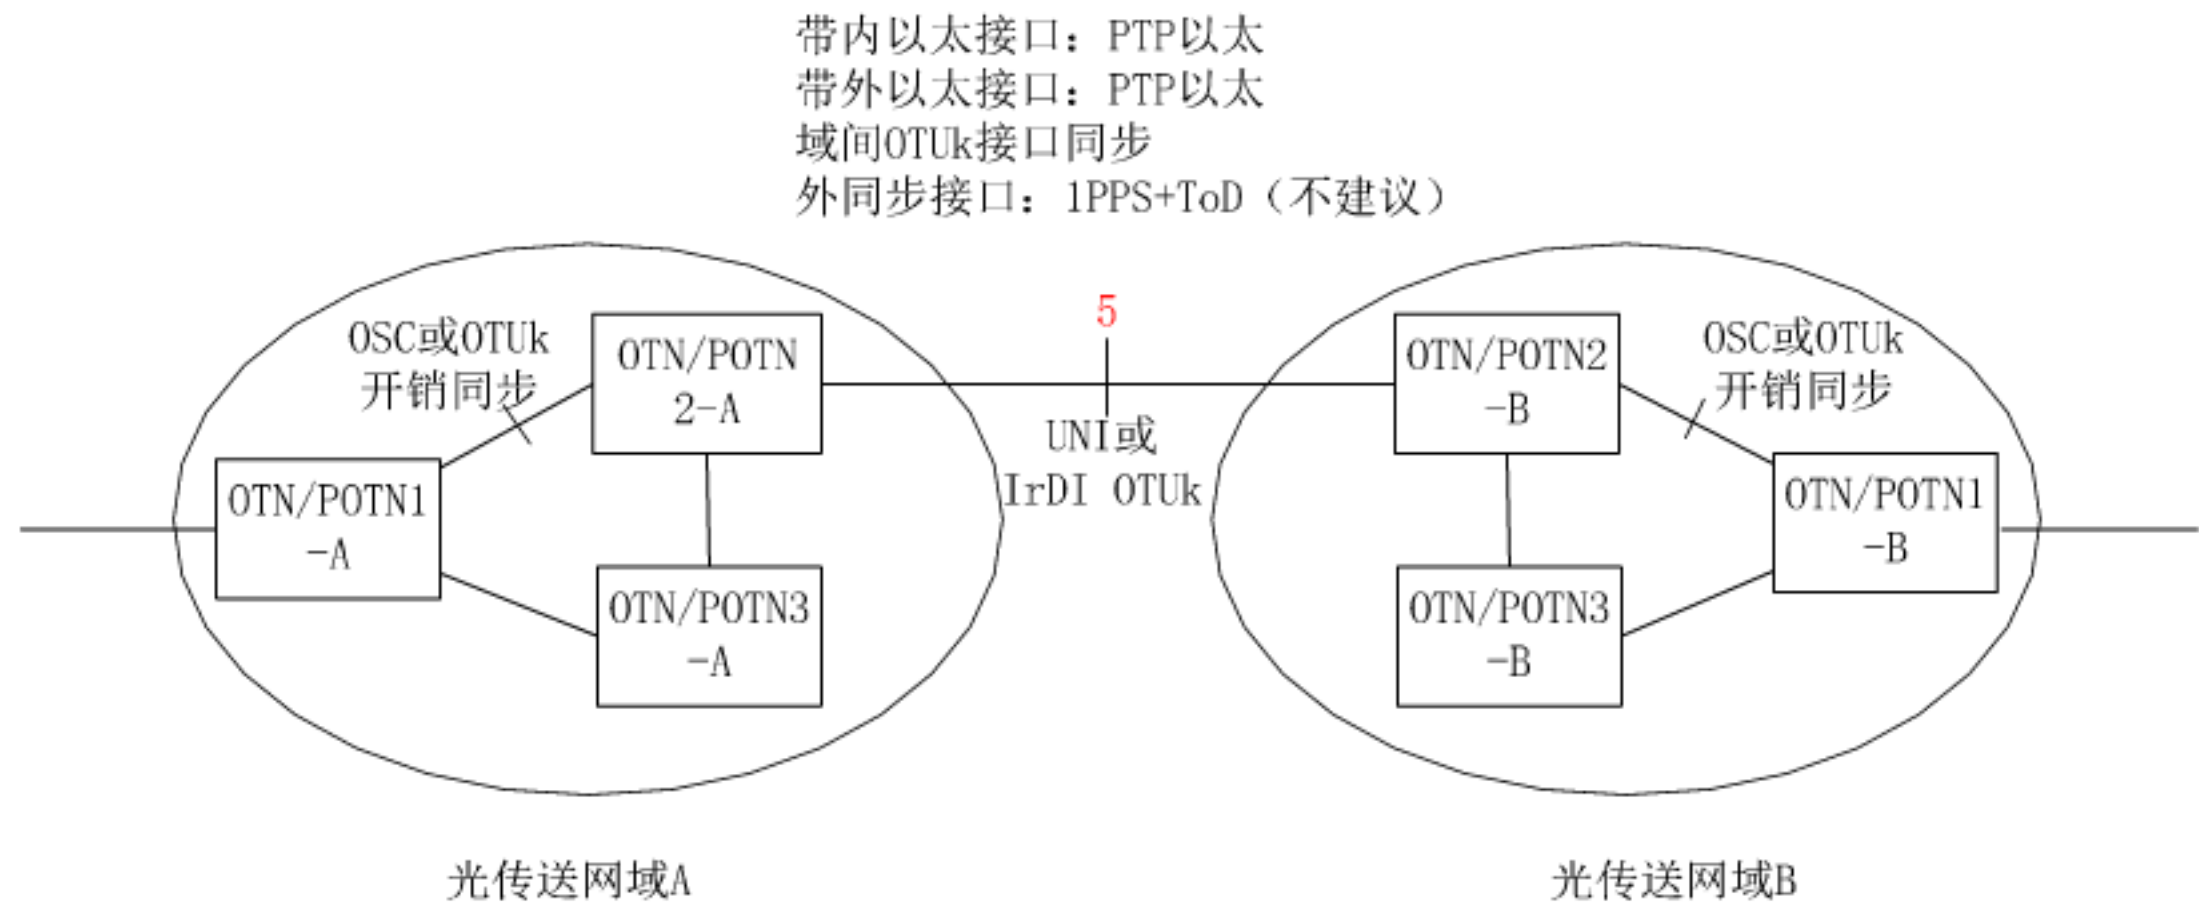 带内以太接口：PTP以太
带外以太接口：PTP以太
域间OTUk接口同步
外同步接口：1PPS+ToD（不建议）
5
OSC或OTUk
开销同步
OTN/POTN
2-A
OTN/POTN1
-A
OTN/POTN3
-A
UNI或
IrDI OTUk
OTN/POTN2
-B
OSC或OTUk
开销同步
OTN/POTN1
-B
OTN/POTN3
-B
光传送网域A
光传送网域B